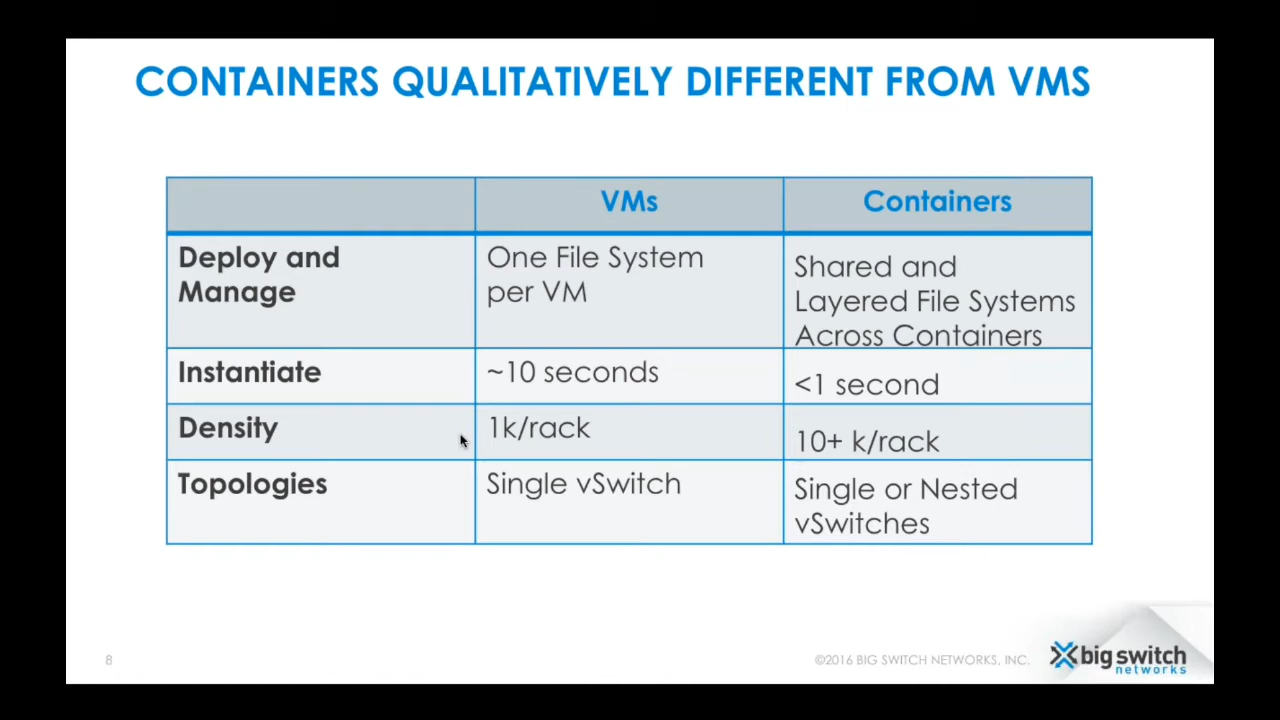 CONTAINERS QUALITATIVELY DIFFERENT FROM VMS
VMs
Containers
Deploy and
Manage
One File System
per VM
Shared and
Layered File Systems
Across Containers
Instantiate
~10 seconds
<1 second
Density
1k/rack
10+ k/rack
Topologies
Single vSwitch
Single or Nested
vSwitches
8
©2016 BIG SWITCH NETWORKS, INC.
big switch
networks